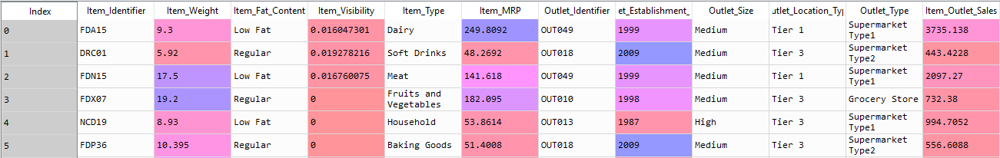 Index Item_Identifier Item_Weight Item_Fat_Content Item_Visibility Item_Type Item_MRP Outlet_Identifier et_Establishment_ Outlet_Size utlet_Location_Typ Outlet_Type Item_Outlet_Sales
0 FDA15 9.3 Low Fat 0.016047301 Dairy 249.8092 OUT049 1999 Medium Tier 1 Supermarket Type1 3735.138
1 DRC01 5.92 Regular 0.019278216 Soft Drinks 48.2692 OUT018 2009 Medium Tier 3 Supermarket Type2 443.4228
2 FDN15 17.5 Low Fat 0.016760075 Meat 141.618 OUT049 1999 Medium Tier 1 Supermarket Type1 2097.27
3 FDX07 19.2 Regular 0 Fruits and Vegetables 182.095 OUT010 1998 Medium Tier 3 Grocery Store 732.38
4 NCD19 8.93 Low Fat 0 Household 53.8614 OUT013 1987 High Tier 3 Supermarket Type1 994.7052
5 FDP36 10.395 Regular 0 Baking Goods 51.4008 OUT018 2009 Medium Tier 3 Supermarket Type2 556.6088